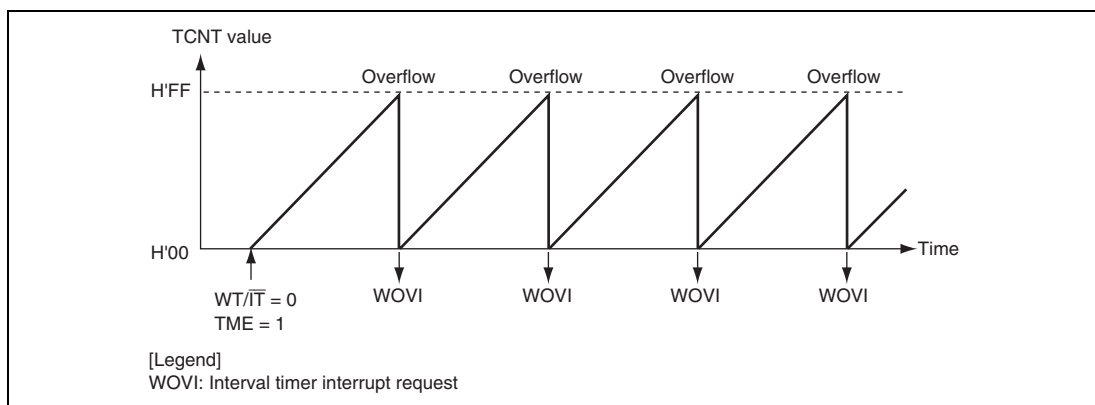 TCNT value
Overflow Overflow Overflow Overflow
H'FF
H'00
Time
WOVI WOVI WOVI WOVI
WT/I̅T̅ = 0
TME = 1
[Legend]
WOVI: Interval timer interrupt request